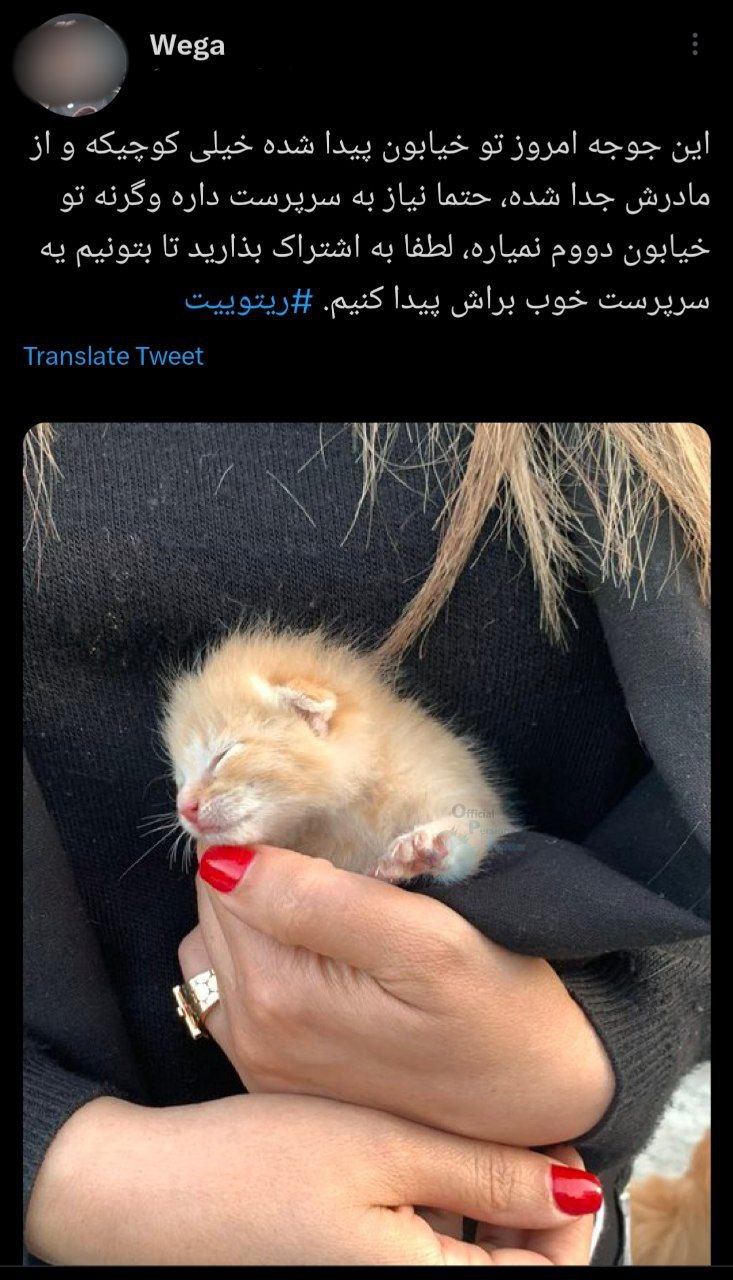 Wega
این جوجه امروز تو خیابون پیدا شده خیلی کوچیکه و از
مادرش جدا شده، حتما نیاز به سرپرست داره وگرنه تو
خیابون دووم نمیاره، لطفا به اشتراک بذارید تا بتونیم یه
سرپرست خوب براش پیدا کنیم. #ریتوییت
Translate Tweet
Official